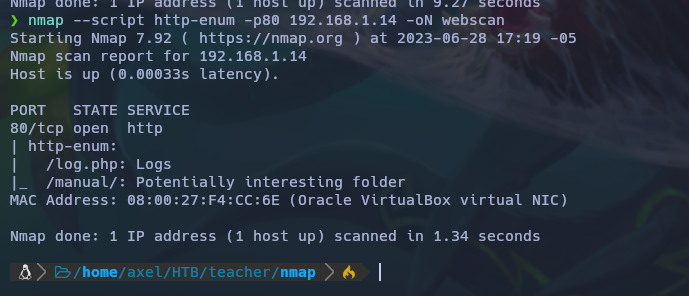 Nmap done: 1 IP address (1 host up) scanned in 9.27 seconds
❯ nmap --script http-enum -p80 192.168.1.14 -oN webscan
Starting Nmap 7.92 ( https://nmap.org ) at 2023-06-28 17:19 -05
Nmap scan report for 192.168.1.14
Host is up (0.00033s latency).
PORT   STATE SERVICE
80/tcp open  http
| http-enum:
|   /log.php: Logs
|_  /manual/: Potentially interesting folder
MAC Address: 08:00:27:F4:CC:6E (Oracle VirtualBox virtual NIC)
Nmap done: 1 IP address (1 host up) scanned in 1.34 seconds
/home/axel/HTB/teacher/nmap